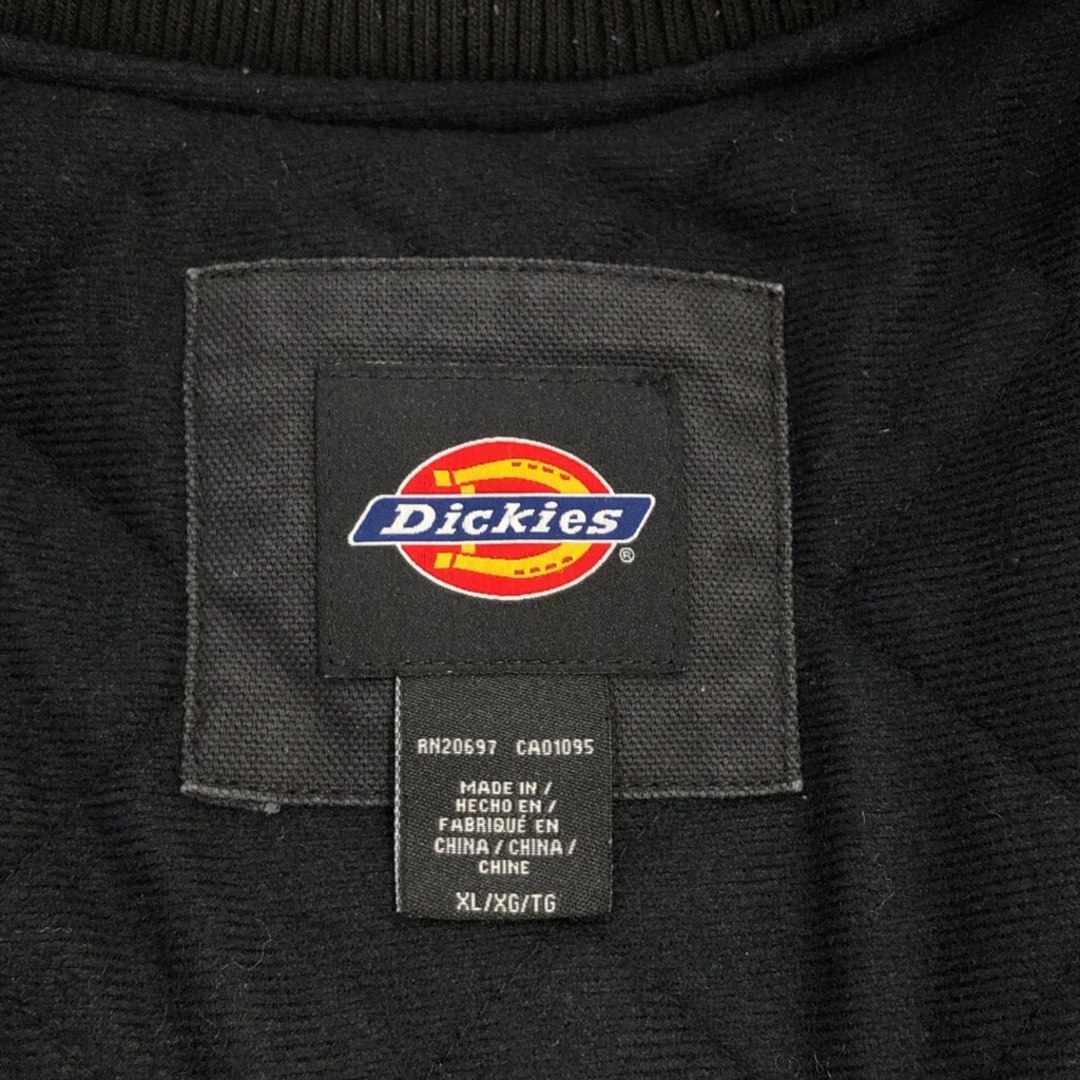 Dickies
®
RN20697 CA01095
MADE IN /
HECHO EN /
FABRIQUÉ EN
CHINA / CHINA /
CHINE
XL/XG/TG